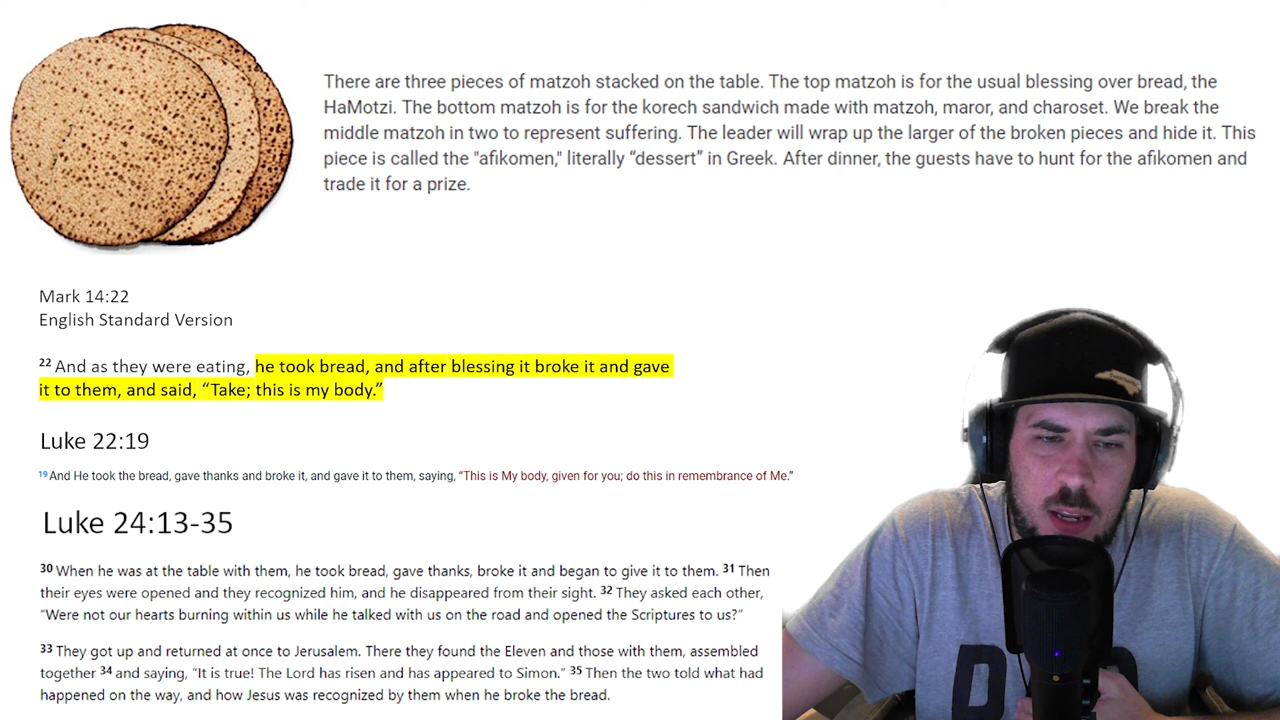 There are three pieces of matzoh stacked on the table. The top matzoh is for the usual blessing over bread, the
HaMotzi. The bottom matzoh is for the korech sandwich made with matzoh, maror, and charoset. We break the
middle matzoh in two to represent suffering. The leader will wrap up the larger of the broken pieces and hide it. This
piece is called the "afikomen," literally “dessert” in Greek. After dinner, the guests have to hunt for the afikomen and
trade it for a prize.
Mark 14:22
English Standard Version
22 And as they were eating, he took bread, and after blessing it broke it and gave
it to them, and said, “Take; this is my body.”
Luke 22:19
19 And He took the bread, gave thanks and broke it, and gave it to them, saying, “This is My body, given for you; do this in remembrance of Me.”
Luke 24:13-35
30 When he was at the table with them, he took bread, gave thanks, broke it and began to give it to them. 31 Then
their eyes were opened and they recognized him, and he disappeared from their sight. 32 They asked each other,
“Were not our hearts burning within us while he talked with us on the road and opened the Scriptures to us?”
33 They got up and returned at once to Jerusalem. There they found the Eleven and those with them, assembled
together 34 and saying, “It is true! The Lord has risen and has appeared to Simon.” 35 Then the two told what had
happened on the way, and how Jesus was recognized by them when he broke the bread.